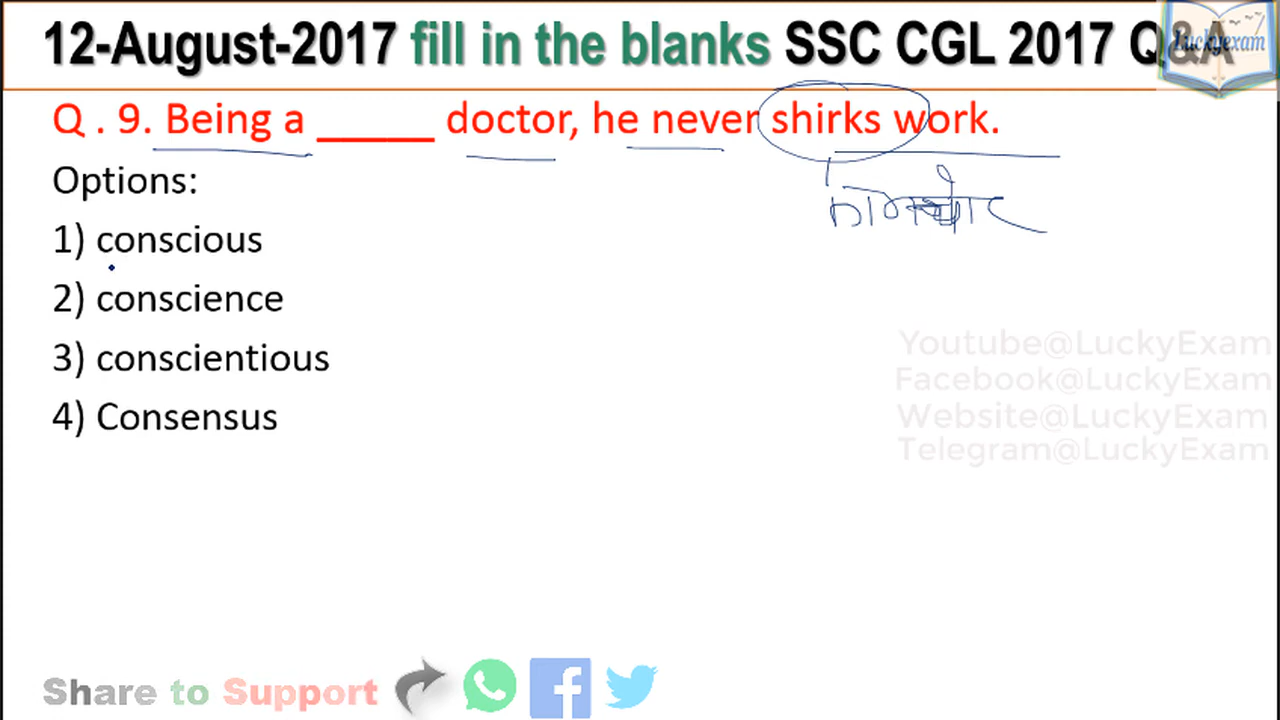 12-August-2017 fill in the blanks SSC CGL 2017 Q&A
Luckyexam
Q . 9. Being a _____ doctor, he never shirks work.
Options:
1) conscious
2) conscience
3) conscientious
4) Consensus
Youtube@LuckyExam
Facebook@LuckyExam
Website@LuckyExam
Telegram@LuckyExam
Share to Support